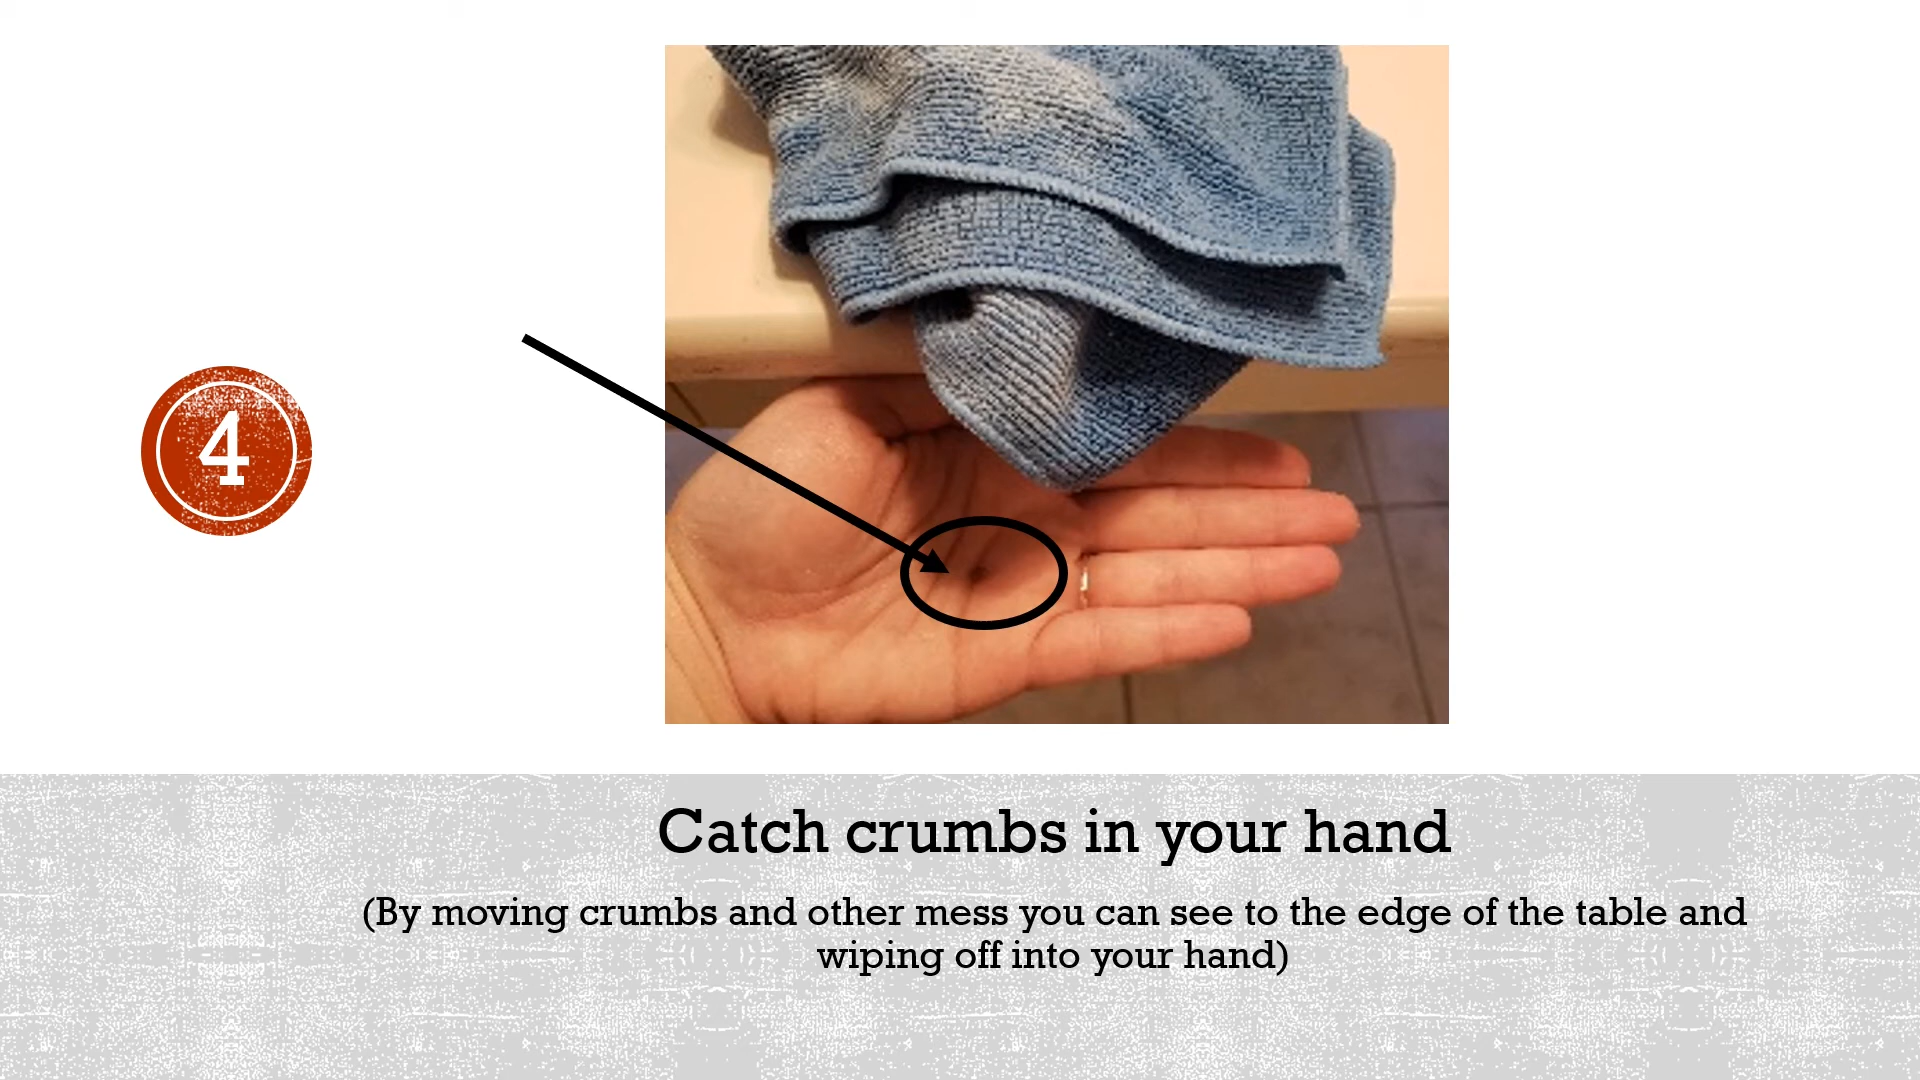 4
Catch crumbs in your hand
(By moving crumbs and other mess you can see to the edge of the table and
wiping off into your hand)